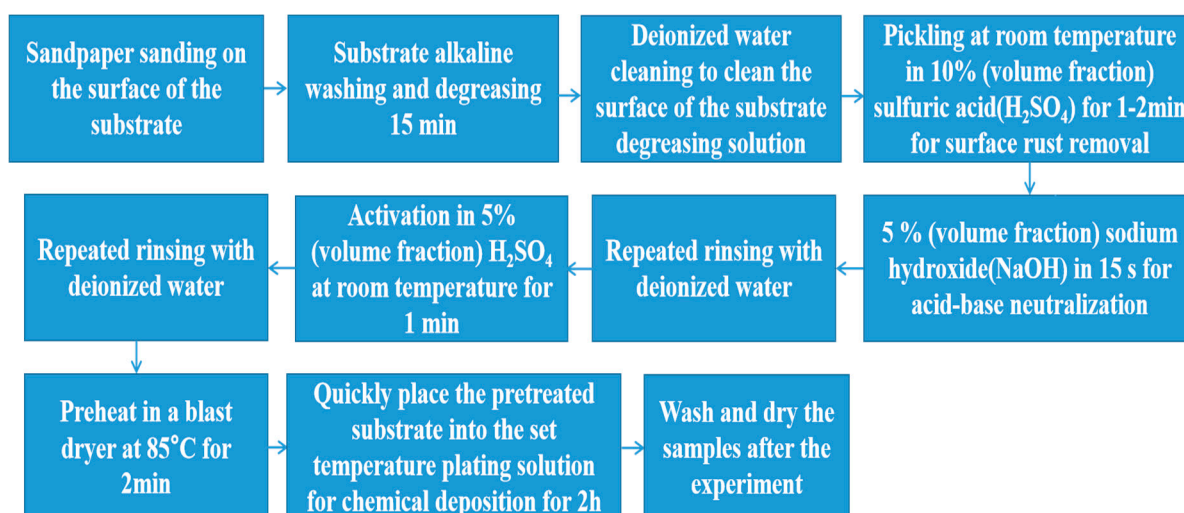 Sandpaper sanding on
the surface of the
substrate
Substrate alkaline
washing and degreasing
15 min
Deionized water
cleaning to clean the
surface of the substrate
degreasing solution
Pickling at room temperature
in 10% (volume fraction)
sulfuric acid(H₂SO₄) for 1-2min
for surface rust removal
5 % (volume fraction) sodium
hydroxide(NaOH) in 15 s for
acid-base neutralization
Repeated rinsing with
deionized water
Activation in 5%
(volume fraction) H₂SO₄
at room temperature for
1 min
Repeated rinsing with
deionized water
Preheat in a blast
dryer at 85°C for
2min
Quickly place the pretreated
substrate into the set
temperature plating solution
for chemical deposition for 2h
Wash and dry the
samples after the
experiment